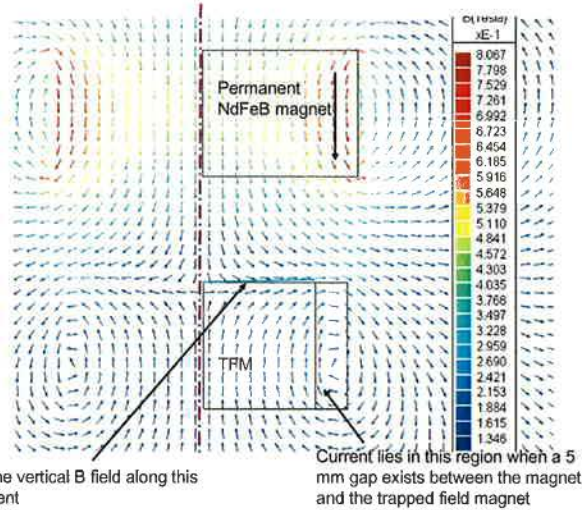 B(Tesla)
xE-1
8.067
7.798
7.529
7.261
6.992
6.723
6.454
6.185
5.916
5.648
5.379
5.110
4.841
4.572
4.303
4.035
3.766
3.497
3.228
2.959
2.690
2.421
2.153
1.884
1.615
1.346
Permanent
NdFeB magnet
TFM
he vertical B field along this
ent
Current lies in this region when a 5
mm gap exists between the magnet
and the trapped field magnet